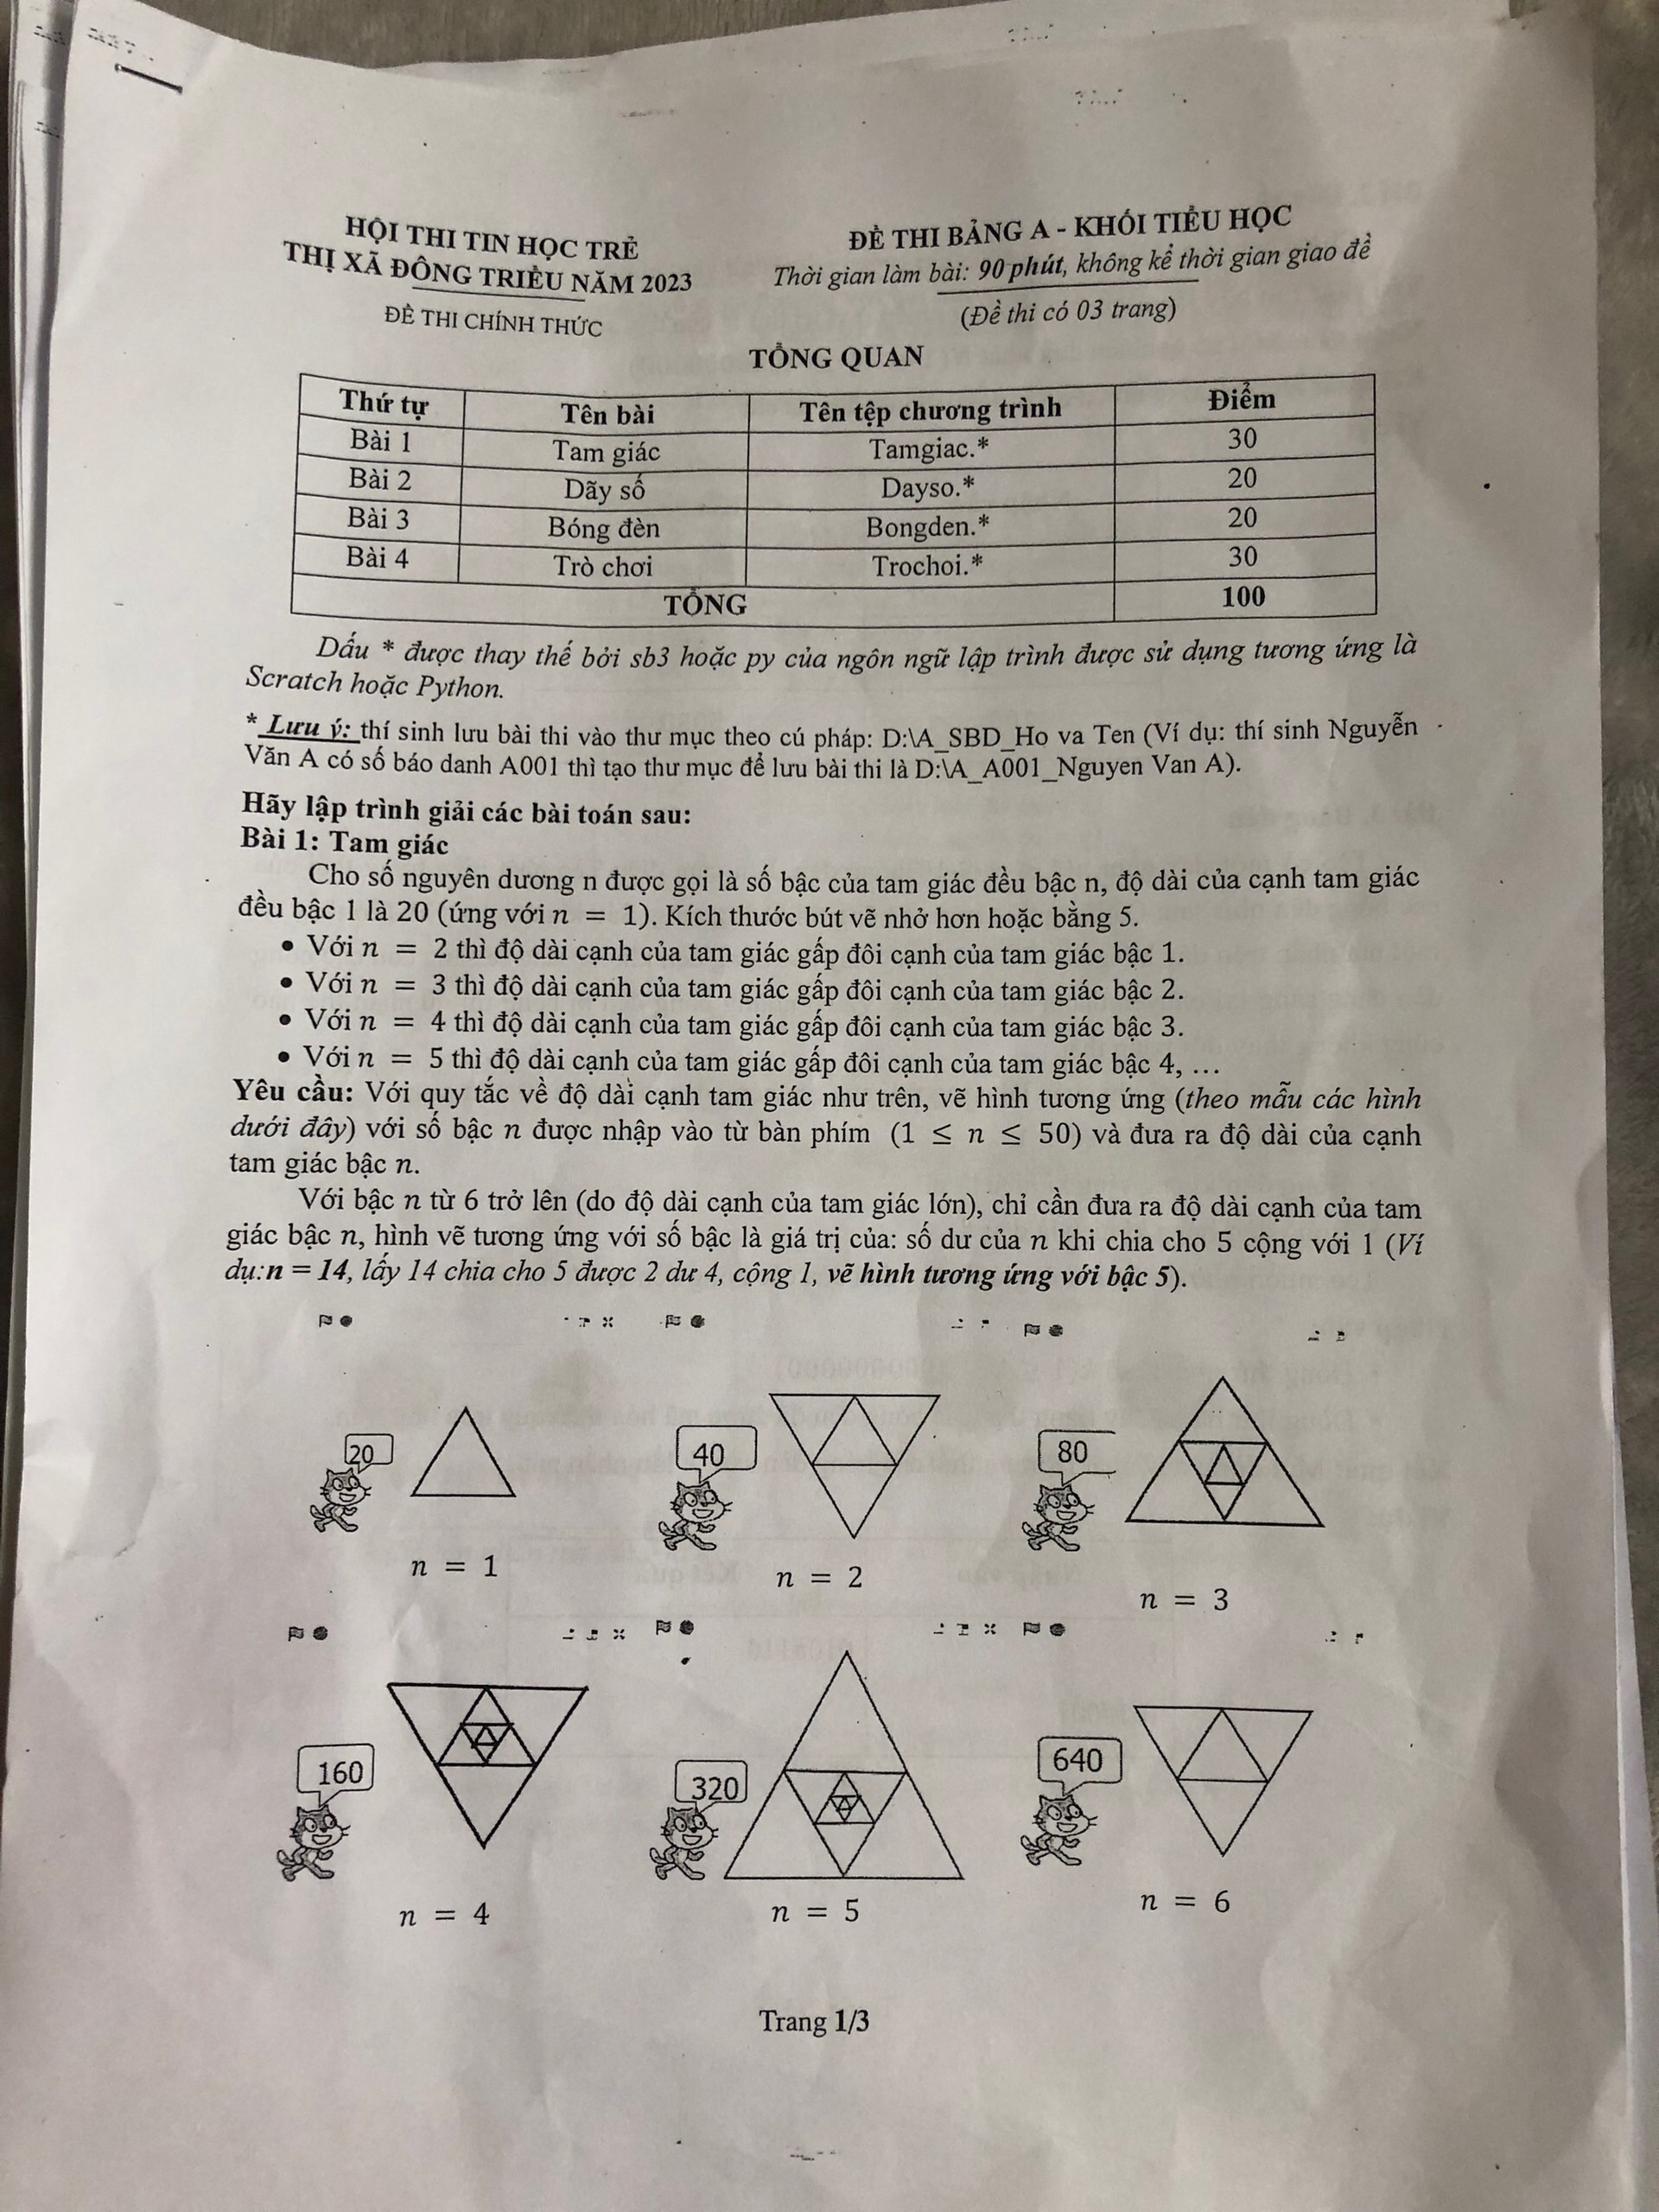 HỘI THI TIN HỌC TRẺ
THỊ XÃ ĐÔNG TRIỀU NĂM 2023
ĐỀ THI CHÍNH THỨC
ĐỀ THI BẢNG A - KHỐI TIỂU HỌC
Thời gian làm bài: 90 phút, không kể thời gian giao đề
(Đề thi có 03 trang)
TỔNG QUAN
Thứ tự Tên bài Tên tệp chương trình Điểm
Bài 1 Tam giác Tamgiac.* 30
Bài 2 Dãy số Dayso.* 20
Bài 3 Bóng đèn Bongden.* 20
Bài 4 Trò chơi Trochoi.* 30
TỔNG 100
Dấu * được thay thế bởi sb3 hoặc py của ngôn ngữ lập trình được sử dụng tương ứng là
Scratch hoặc Python.
* Lưu ý: thí sinh lưu bài thi vào thư mục theo cú pháp: D:\A_SBD_Ho va Ten (Ví dụ: thí sinh Nguyễn
Văn A có số báo danh A001 thì tạo thư mục để lưu bài thi là D:\A_A001_Nguyen Van A).
Hãy lập trình giải các bài toán sau:
Bài 1: Tam giác
Cho số nguyên dương n được gọi là số bậc của tam giác đều bậc n, độ dài của cạnh tam giác
đều bậc 1 là 20 (ứng với n = 1). Kích thước bút vẽ nhở hơn hoặc bằng 5.
• Với n = 2 thì độ dài cạnh của tam giác gấp đôi cạnh của tam giác bậc 1.
• Với n = 3 thì độ dài cạnh của tam giác gấp đôi cạnh của tam giác bậc 2.
• Với n = 4 thì độ dài cạnh của tam giác gấp đôi cạnh của tam giác bậc 3.
• Với n = 5 thì độ dài cạnh của tam giác gấp đôi cạnh của tam giác bậc 4, ...
Yêu cầu: Với quy tắc về độ dài cạnh tam giác như trên, vẽ hình tương ứng (theo mẫu các hình
dưới đây) với số bậc n được nhập vào từ bàn phím (1 ≤ n ≤ 50) và đưa ra độ dài của cạnh
tam giác bậc n.
Với bậc n từ 6 trở lên (do độ dài cạnh của tam giác lớn), chỉ cần đưa ra độ dài cạnh của tam
giác bậc n, hình vẽ tương ứng với số bậc là giá trị của: số dư của n khi chia cho 5 cộng với 1 (Ví
dụ:n = 14, lấy 14 chia cho 5 được 2 dư 4, cộng 1, vẽ hình tương ứng với bậc 5).
20
40
80
n = 1
n = 2
n = 3
160
320
640
n = 4
n = 5
n = 6
Trang 1/3